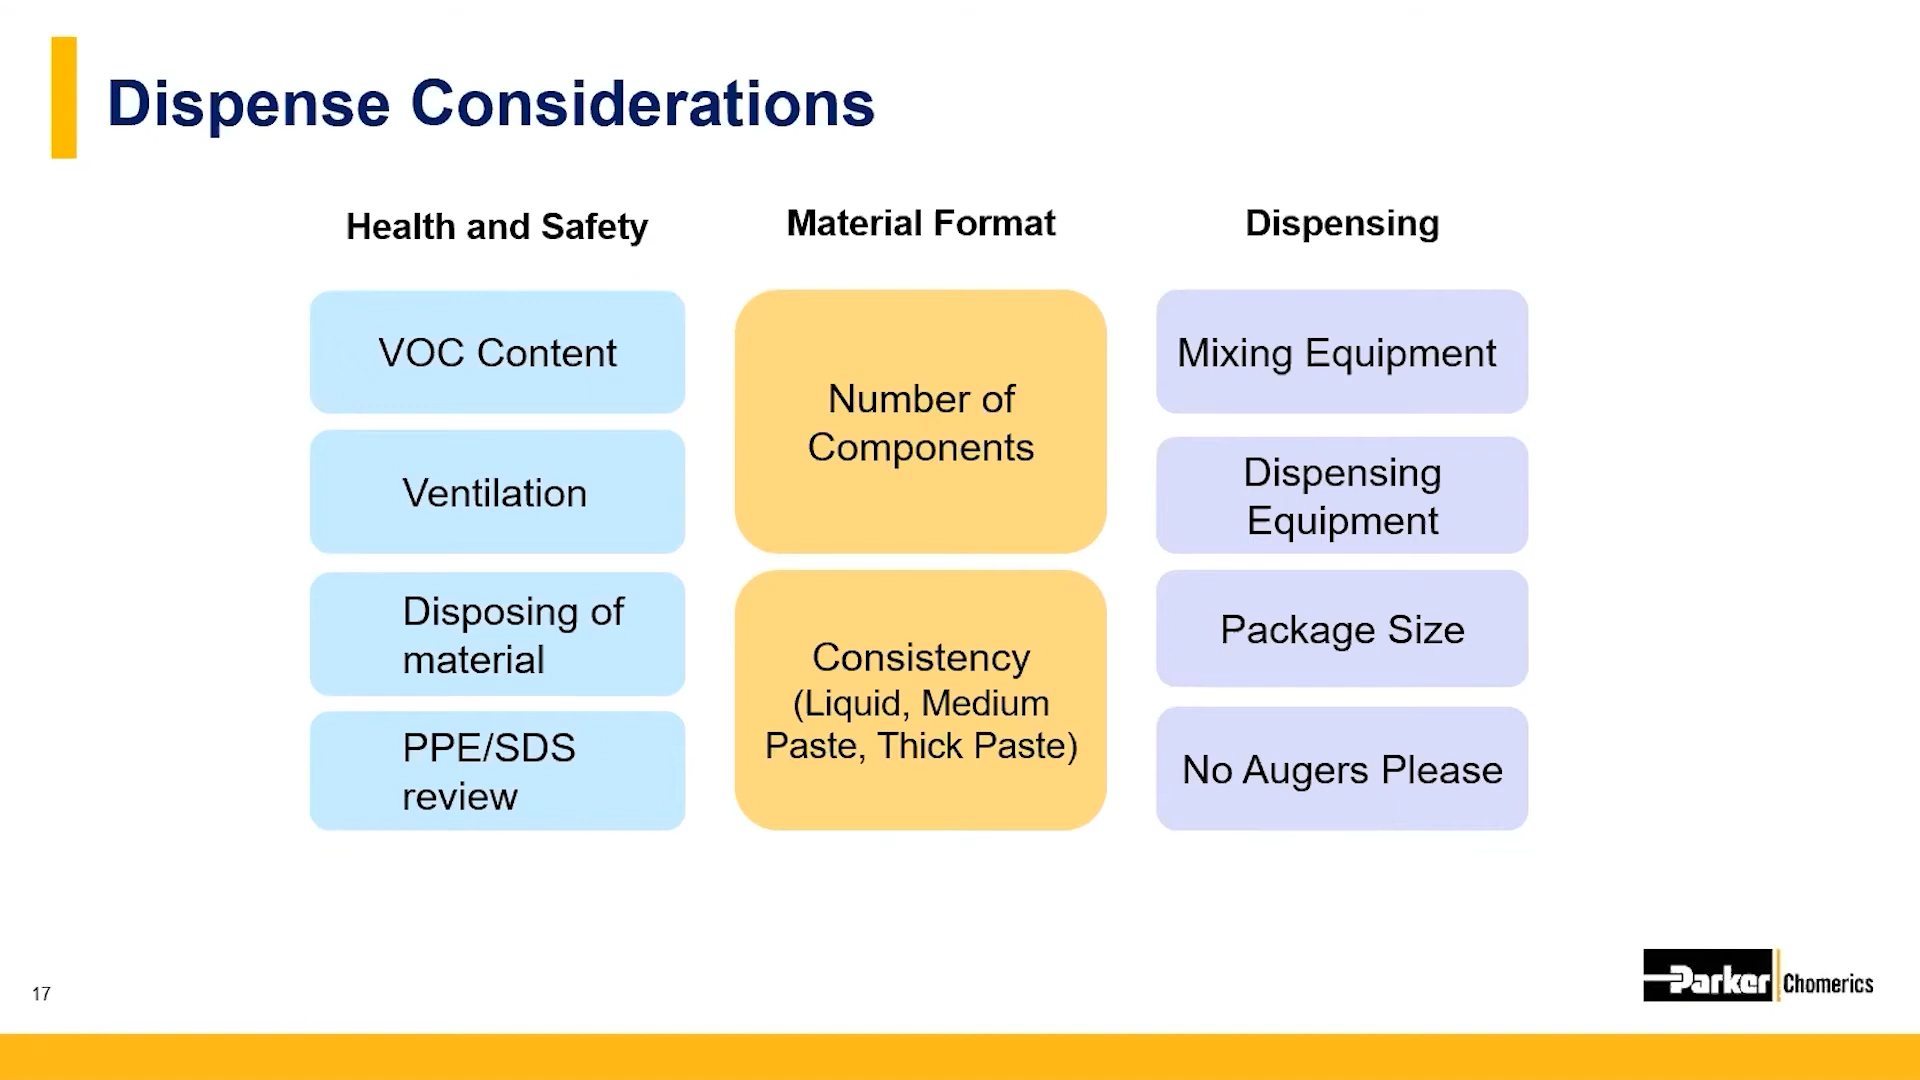 Dispense Considerations
Health and Safety
VOC Content
Ventilation
Disposing of
material
PPE/SDS
review
Material Format
Number of
Components
Consistency
(Liquid, Medium
Paste, Thick Paste)
Dispensing
Mixing Equipment
Dispensing
Equipment
Package Size
No Augers Please
17
Parker Chomerics